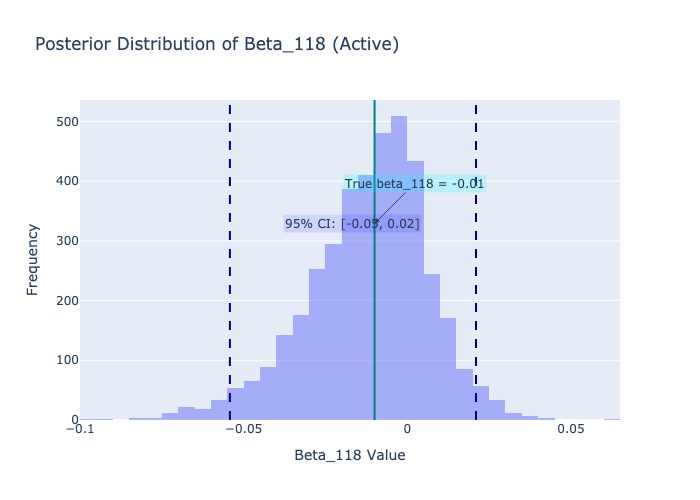 Posterior Distribution of Beta_118 (Active)
500
400
300
200
100
0
Frequency
True beta_118 = -0.01
95% CI: [-0.05, 0.02]
−0.1
−0.05
0
0.05
Beta_118 Value